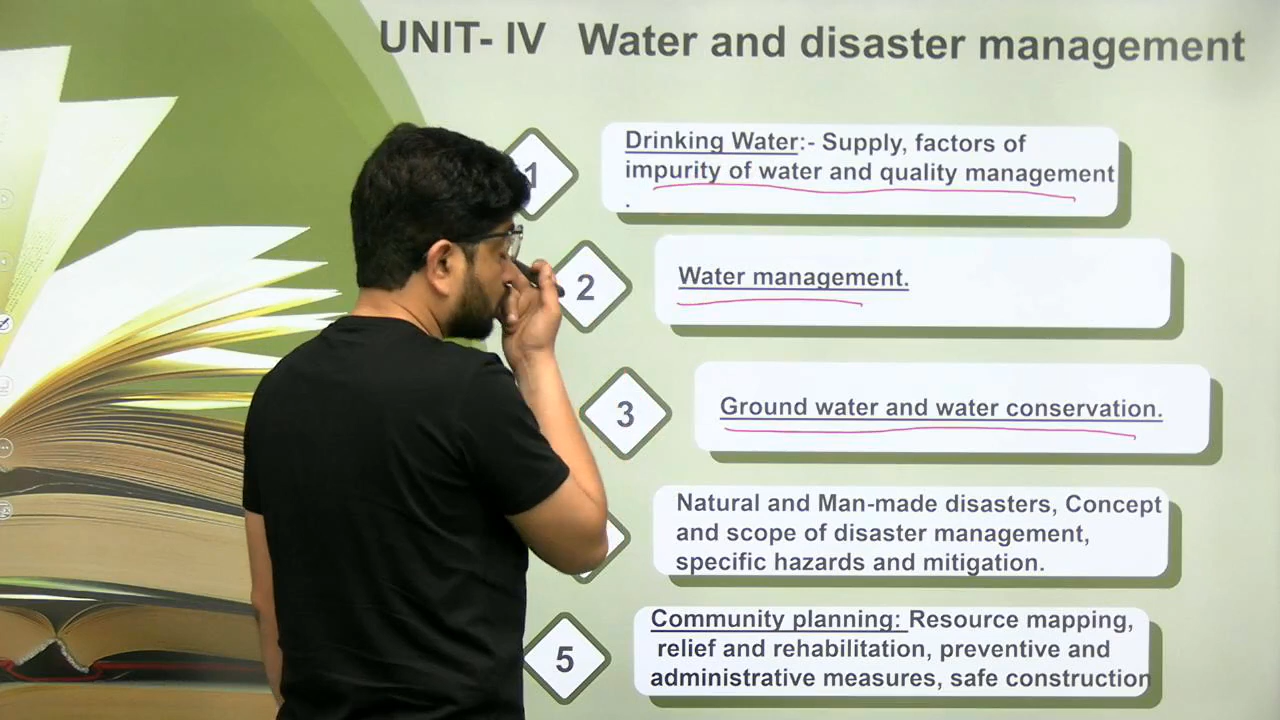 UNIT- IV Water and disaster management
1
Drinking Water:- Supply, factors of
impurity of water and quality management
.
2
Water management.
3
Ground water and water conservation.
Natural and Man-made disasters, Concept
and scope of disaster management,
specific hazards and mitigation.
5
Community planning: Resource mapping,
relief and rehabilitation, preventive and
administrative measures, safe construction